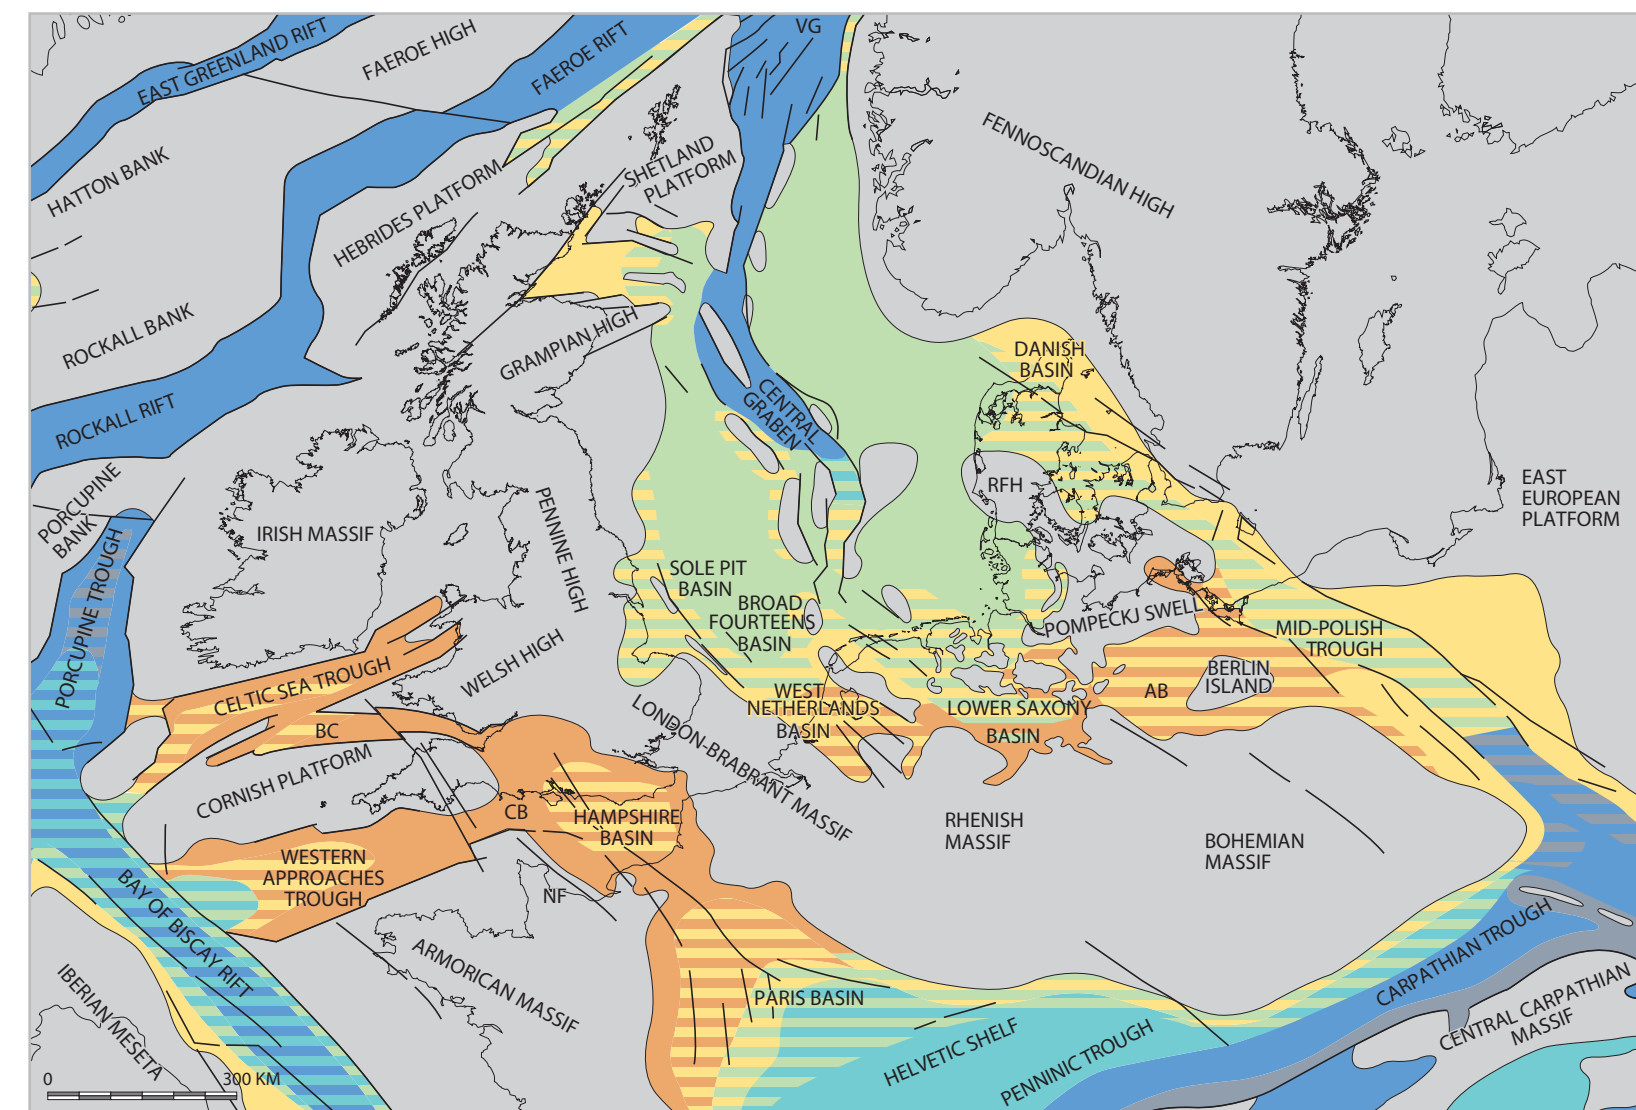 VG
EAST GREENLAND RIFT
FAEROE HIGH
FAEROE RIFT
HATTON BANK
HEBRIDES PLATFORM
SHETLAND
PLATFORM
FENNOSCANDIAN HIGH
ROCKALL BANK
GRAMPIAN HIGH
DANISH
BASIN
ROCKALL RIFT
CENTRAL
GRABEN
PORCUPINE
BANK
IRISH MASSIF
PENNINE HIGH
RFH
EAST
EUROPEAN
PLATFORM
PORCUPINE TROUGH
SOLE PIT
BASIN
BROAD
FOURTEENS
BASIN
POMPECKJ SWELL
MID-POLISH
TROUGH
CELTIC SEA TROUGH
WELSH HIGH
BERLIN
ISLAND
AB
WEST
NETHERLANDS
BASIN
LOWER SAXONY
BASIN
BC
LONDON-BRABRANT MASSIF
CORNISH PLATFORM
CB
HAMPSHIRE
BASIN
RHENISH
MASSIF
BOHEMIAN
MASSIF
WESTERN
APPROACHES
TROUGH
NF
BAY OF BISCAY RIFT
ARMORICAN MASSIF
PARIS BASIN
CARPATHIAN TROUGH
IBERIAN MESETA
HELVETIC SHELF
PENNINIC TROUGH
CENTRAL CARPATHIAN
MASSIF
0 300 KM